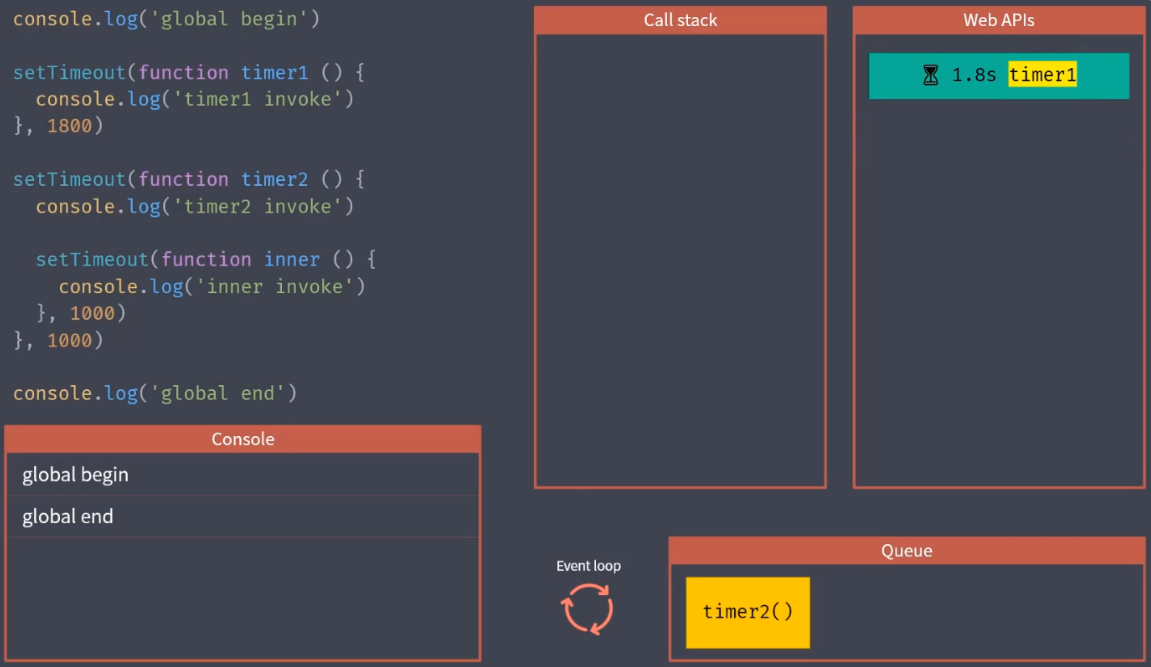 console.log('global begin')
setTimeout(function timer1 () {
  console.log('timer1 invoke')
}, 1800)
setTimeout(function timer2 () {
  console.log('timer2 invoke')
  setTimeout(function inner () {
    console.log('inner invoke')
  }, 1000)
}, 1000)
console.log('global end')
Console
global begin
global end
Call stack
Web APIs
1.8s timer1
Event loop
Queue
timer2()